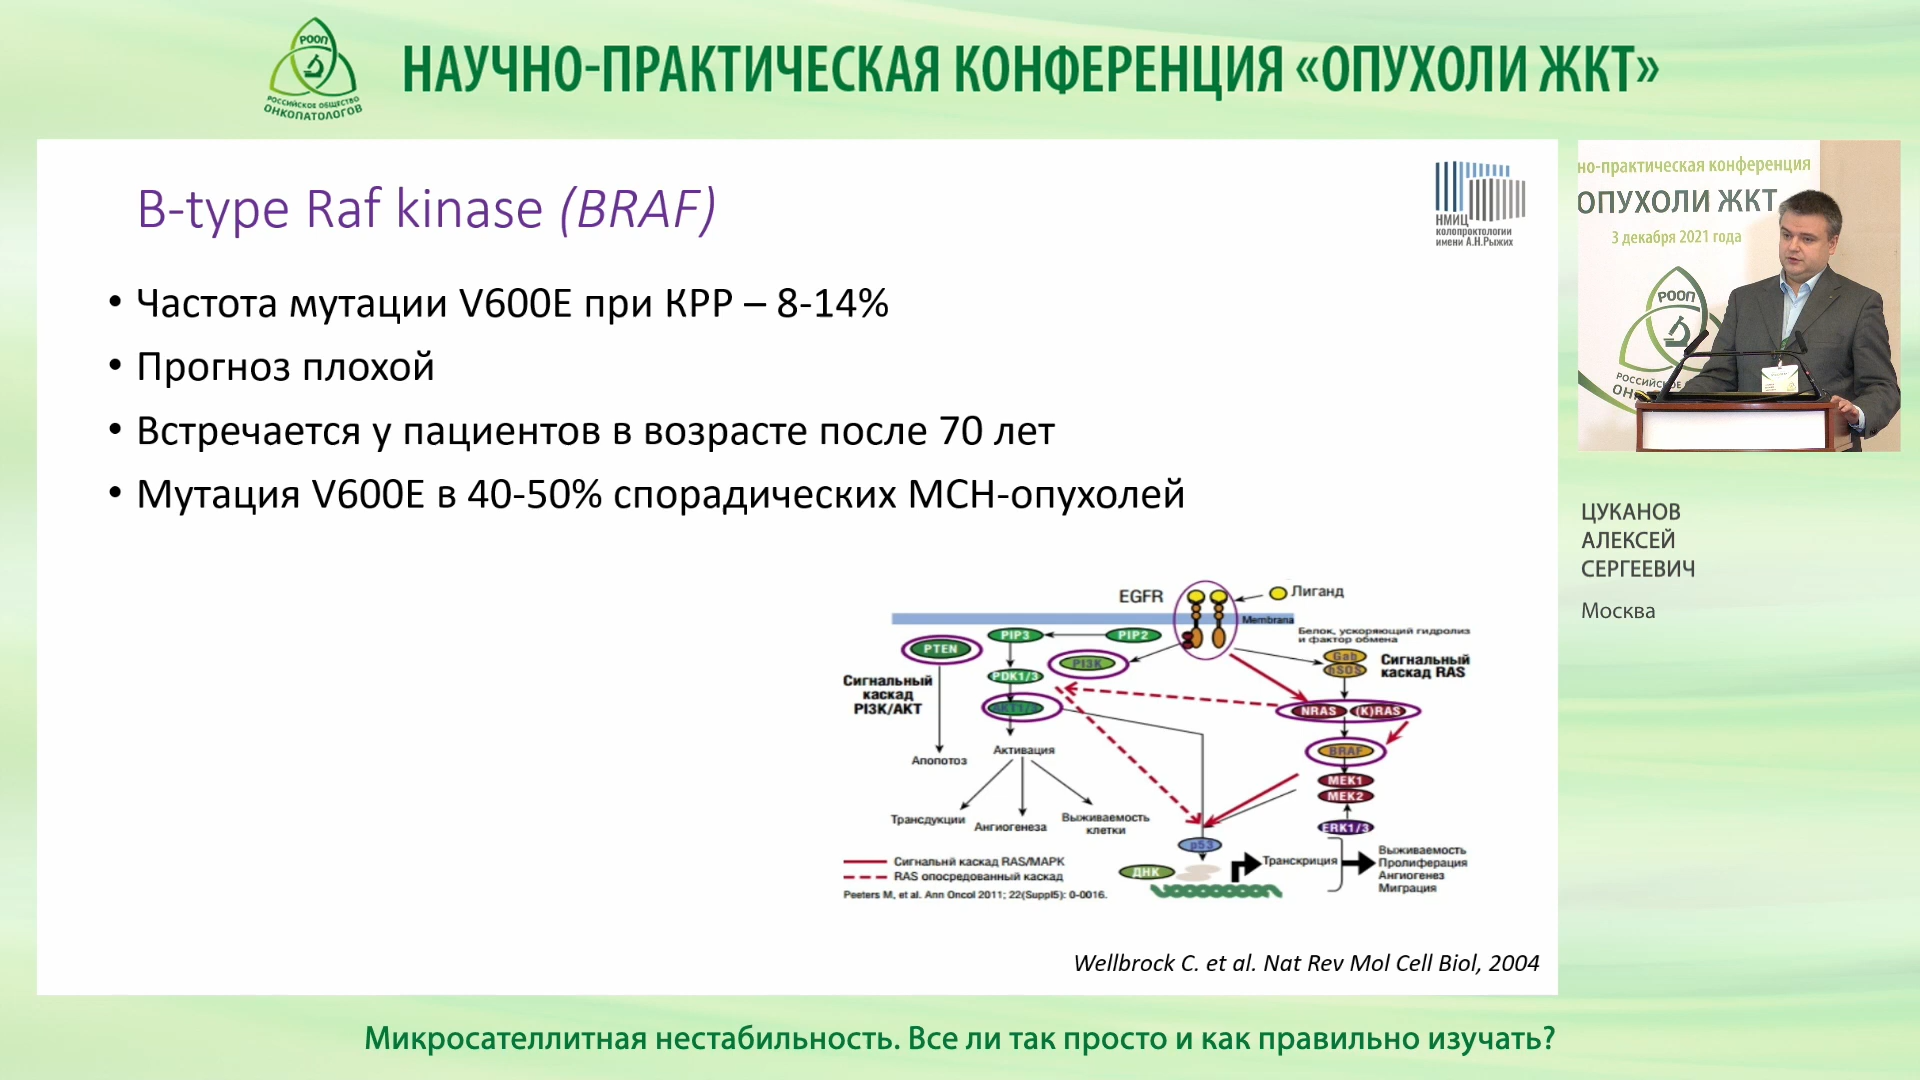 РООП
РОССИЙСКОЕ ОБЩЕСТВО
ОНКОПАТОЛОГОВ
НАУЧНО-ПРАКТИЧЕСКАЯ КОНФЕРЕНЦИЯ «ОПУХОЛИ ЖКТ»
B-type Raf kinase (BRAF)
НМИЦ
колопроктологии
имени А.Н.Рыжих
• Частота мутации V600E при КРР – 8-14%
• Прогноз плохой
• Встречается у пациентов в возрасте после 70 лет
• Мутация V600E в 40-50% спорадических МСН-опухолей
EGFR
Лиганд
Membrana
Белок, ускоряющий гидролиз
и фактор обмена
PIP3
PIP2
PTEN
PI3K
Gab
hSOS
Сигнальный
каскад RAS
PDK1/3
Сигнальный
каскад
PI3K/AKT
NRAS
(K)RAS
BRAF
Активация
Апоптоз
MEK1
MEK2
Трансдукции
Ангиогенеза
Выживаемость
клетки
ERK1/3
p53
Сигнальнй каскад RAS/MAPK
RAS опосредованный каскад
ДНК
Транскриция
Выживаемость
Пролиферация
Ангиогенез
Миграция
Peeters M, et al. Ann Oncol 2011; 22(Suppl5): 0-0016.
Wellbrock C. et al. Nat Rev Mol Cell Biol, 2004
но-практическая конференция
ОПУХОЛИ ЖКТ
3 декабря 2021 года
РООП
ЦУКАНОВ
АЛЕКСЕЙ
СЕРГЕЕВИЧ
Москва
Микросателлитная нестабильность. Все ли так просто и как правильно изучать?